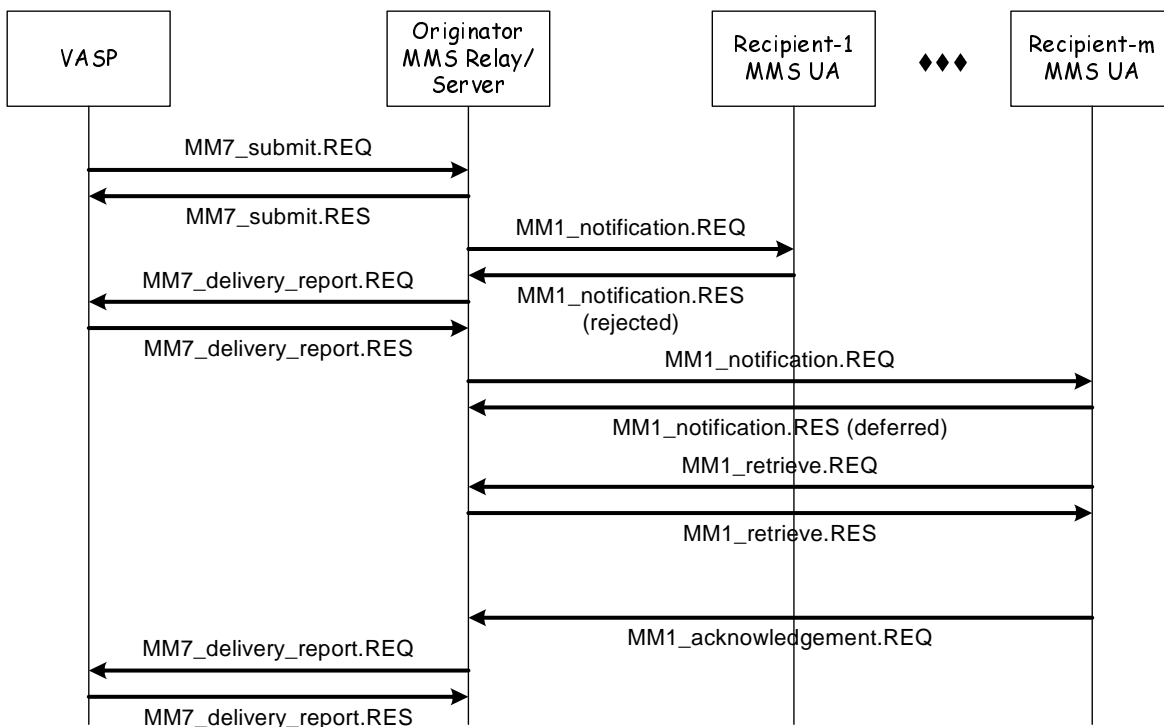 VASP
Originator
MMS Relay/
Server
Recipient-1
MMS UA
Recipient-m
MMS UA
MM7_submit.REQ
MM7_submit.RES
MM1_notification.REQ
MM7_delivery_report.REQ
MM1_notification.RES
(rejected)
MM7_delivery_report.RES
MM1_notification.REQ
MM1_notification.RES (deferred)
MM1_retrieve.REQ
MM1_retrieve.RES
MM1_acknowledgement.REQ
MM7_delivery_report.REQ
MM7_delivery_report.RES